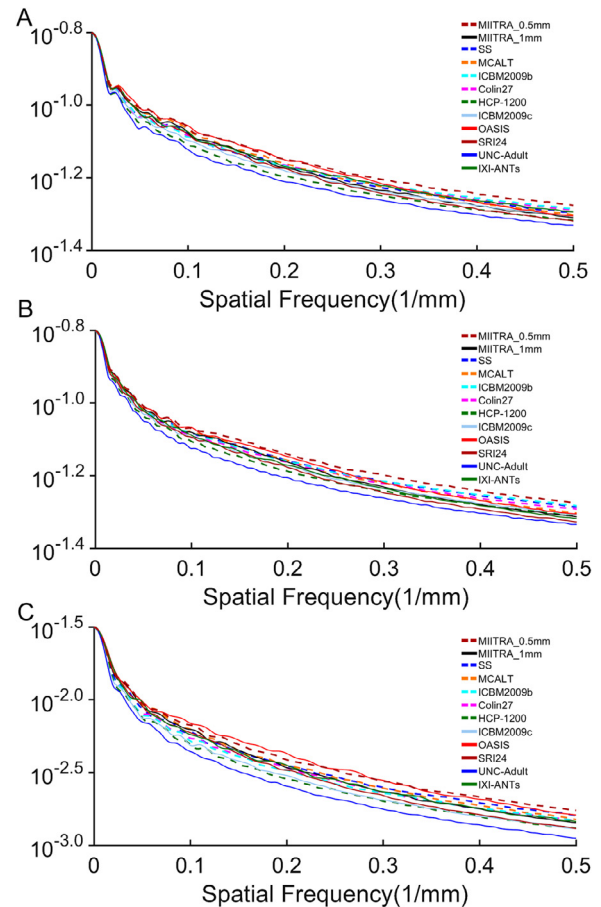 A
10-0.8
10-1.0
10-1.2
10-1.4
MIITRA_0.5mm
MIITRA_1mm
SS
MCALT
ICBM2009b
Colin27
HCP-1200
ICBM2009c
OASIS
SRI24
UNC-Adult
IXI-ANTs
0 0.1 0.2 0.3 0.4 0.5
Spatial Frequency(1/mm)
B
10-0.8
10-1.0
10-1.2
10-1.4
MIITRA_0.5mm
MIITRA_1mm
SS
MCALT
ICBM2009b
Colin27
HCP-1200
ICBM2009c
OASIS
SRI24
UNC-Adult
IXI-ANTs
0 0.1 0.2 0.3 0.4 0.5
Spatial Frequency(1/mm)
C
10-1.5
10-2.0
10-2.5
10-3.0
MIITRA_0.5mm
MIITRA_1mm
SS
MCALT
ICBM2009b
Colin27
HCP-1200
ICBM2009c
OASIS
SRI24
UNC-Adult
IXI-ANTs
0 0.1 0.2 0.3 0.4 0.5
Spatial Frequency(1/mm)